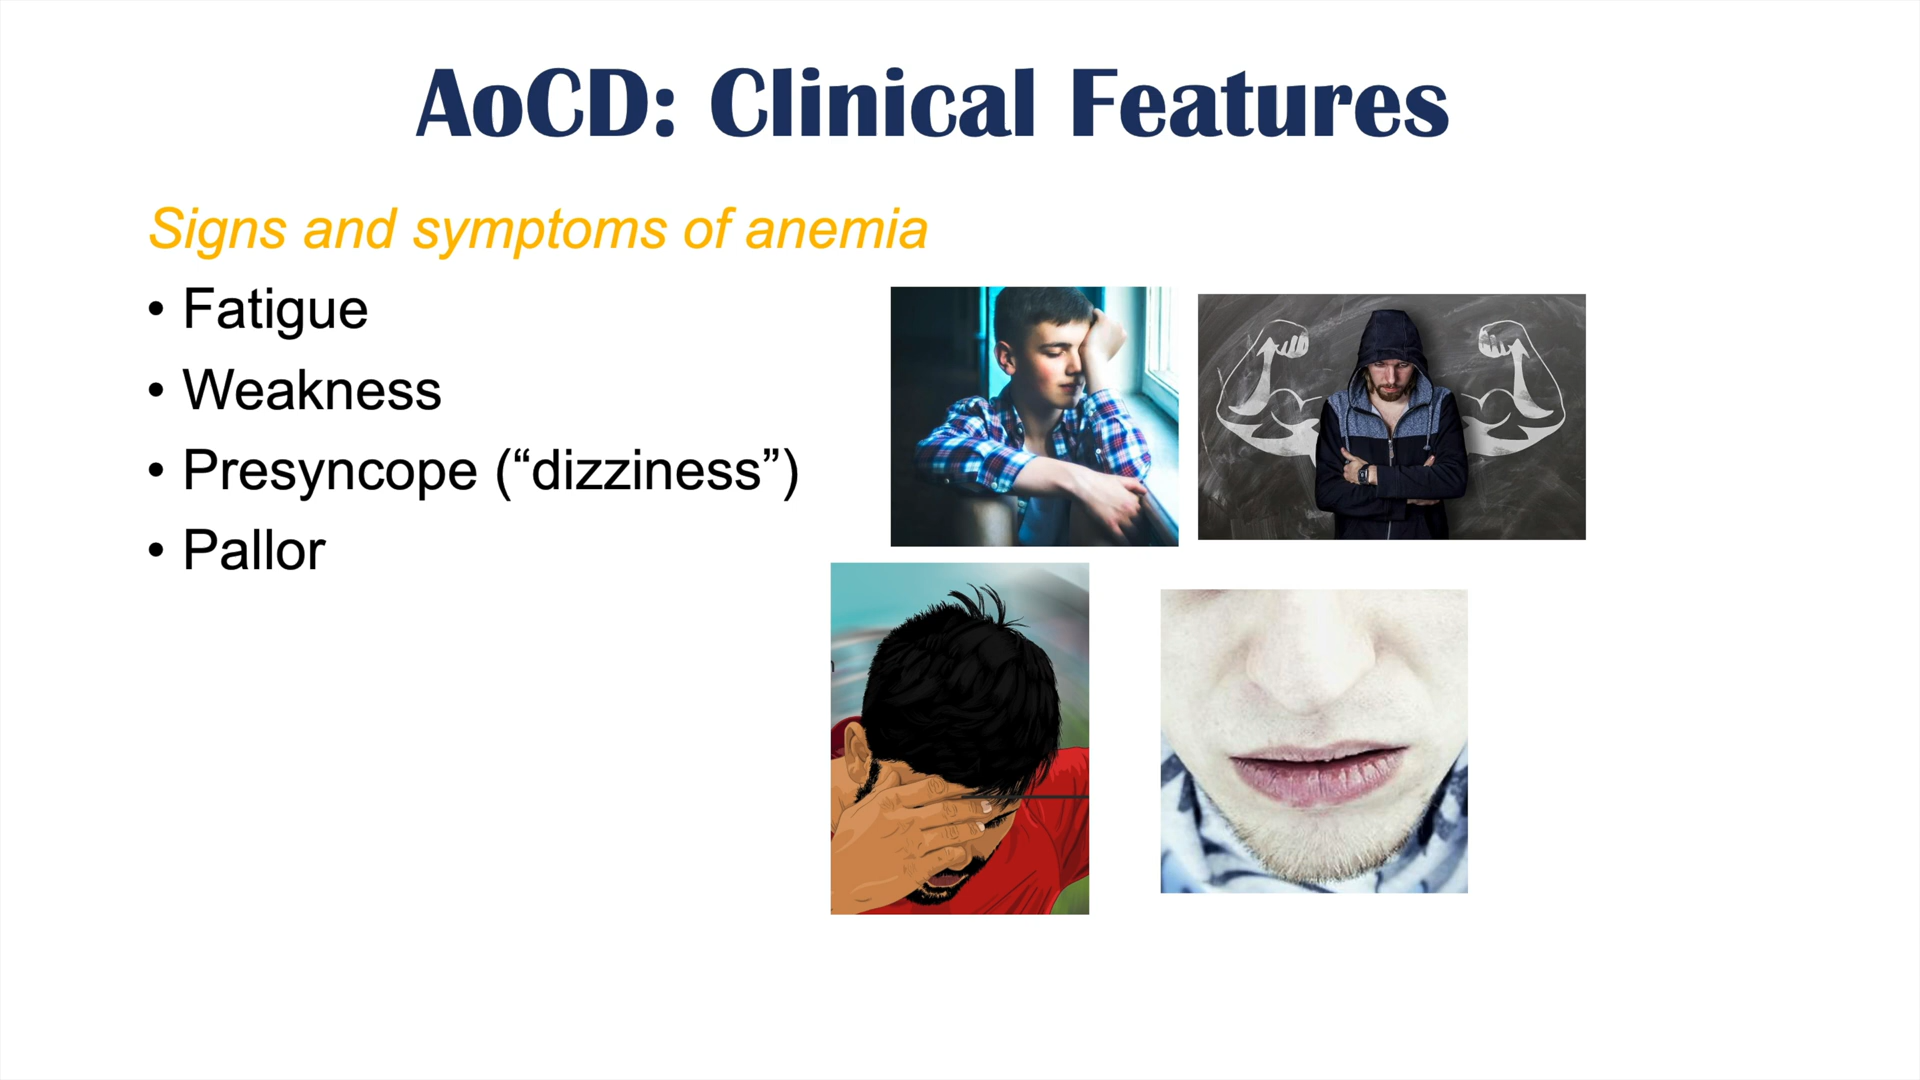 AoCD: Clinical Features
Signs and symptoms of anemia
• Fatigue
• Weakness
• Presyncope (“dizziness”)
• Pallor